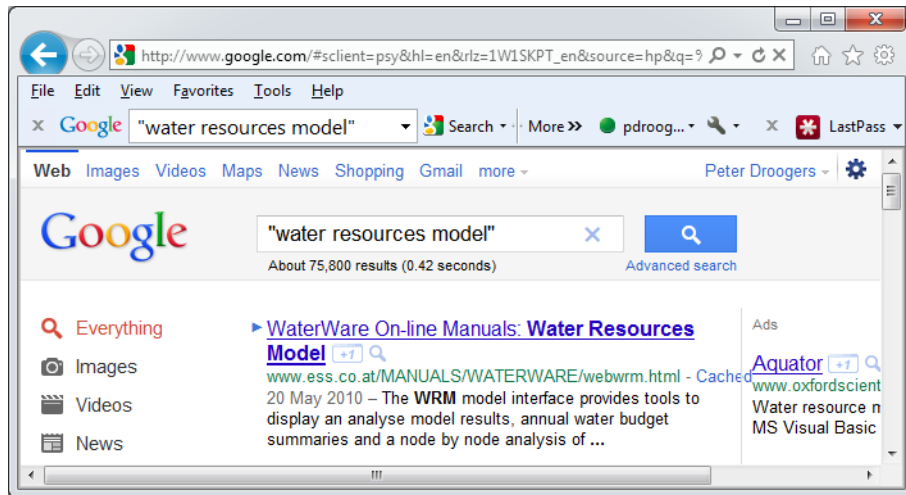 http://www.google.com/#sclient=psy&hl=en&rlz=1W1SKPT_en&source=hp&q=9
File Edit View Favorites Tools Help
x Google "water resources model" Search More >> pdroog... x LastPass
Web Images Videos Maps News Shopping Gmail more Peter Droogers
Google "water resources model"
About 75,800 results (0.42 seconds) Advanced search
Everything
Images
Videos
News
WaterWare On-line Manuals: Water Resources
Model +1
www.ess.co.at/MANUALS/WATERWARE/webwrm.html - Cached
20 May 2010 – The WRM model interface provides tools to
display an analyse model results, annual water budget
summaries and a node by node analysis of ...
Ads
Aquator +1
www.oxfordscient
Water resource m
MS Visual Basic